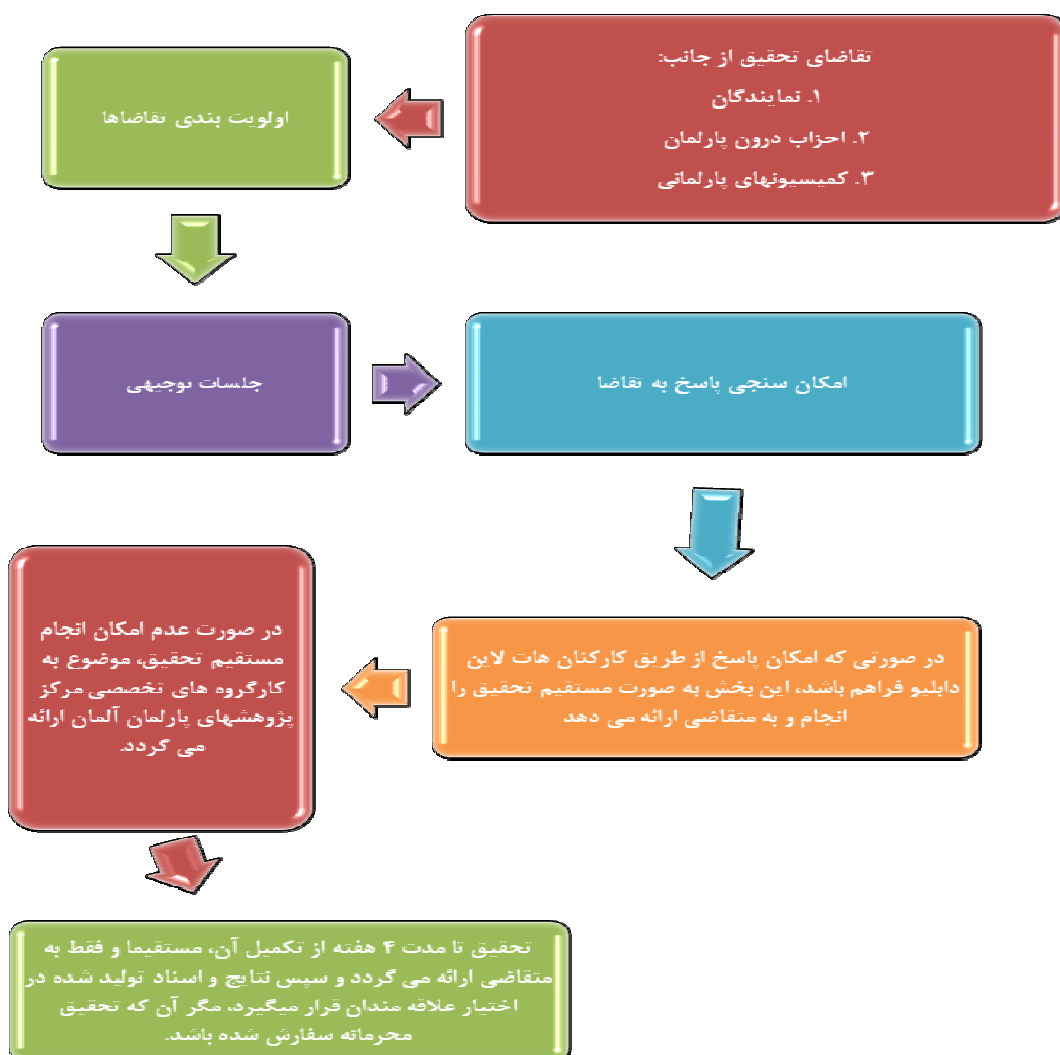 تقاضای تحقیق از جانب:
۱. نمایندگان
۲. احزاب درون پارلمان
۳. کمیسیونهای پارلمانی
اولویت بندی تقاضاها
جلسات توجیهی
امکان سنجی پاسخ به تقاضا
در صورتی که امکان پاسخ از طریق کارکنان هات لاین
دابلیو فراهم باشد، این بخش به صورت مستقیم تحقیق را
انجام و به متقاضی ارائه می دهد
در صورت عدم امکان انجام
مستقیم تحقیق، موضوع به
کارگروه های تخصصی مرکز
پژوهشهای پارلمان آلمان ارائه
می گردد.
تحقیق تا مدت ۴ هفته از تکمیل آن، مستقیما و فقط به
متقاضی ارائه می گردد و سپس نتایج و اسناد تولید شده در
اختیار علاقه مندان قرار میگیرد، مگر آن که تحقیق
محرمانه سفارش شده باشد.